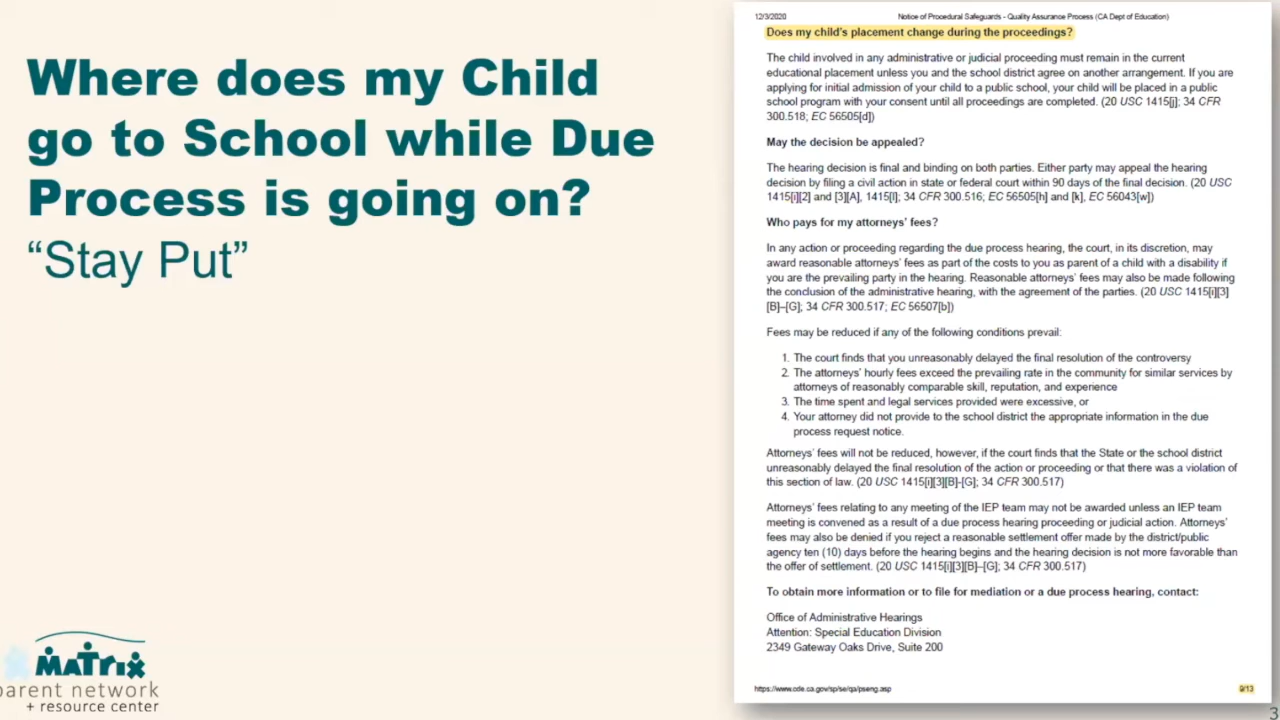 Where does my Child
go to School while Due
Process is going on?
“Stay Put”
MATRIX
parent network
+ resource center
12/3/2020 Notice of Procedural Safeguards - Quality Assurance Process (CA Dept of Education)
Does my child's placement change during the proceedings?
The child involved in any administrative or judicial proceeding must remain in the current
educational placement unless you and the school district agree on another arrangement. If you are
applying for initial admission of your child to a public school, your child will be placed in a public
school program with your consent until all proceedings are completed. (20 USC 1415[j]; 34 CFR
300.518; EC 56505[d])
May the decision be appealed?
The hearing decision is final and binding on both parties. Either party may appeal the hearing
decision by filing a civil action in state or federal court within 90 days of the final decision. (20 USC
1415[i][2] and [3][A], 1415[l]; 34 CFR 300.516; EC 56505[h] and [k], EC 56043[w])
Who pays for my attorneys' fees?
In any action or proceeding regarding the due process hearing, the court, in its discretion, may
award reasonable attorneys' fees as part of the costs to you as parent of a child with a disability if
you are the prevailing party in the hearing. Reasonable attorneys' fees may also be made following
the conclusion of the administrative hearing, with the agreement of the parties. (20 USC 1415[i][3]
[B]–[G]; 34 CFR 300.517; EC 56507[b])
Fees may be reduced if any of the following conditions prevail:
1. The court finds that you unreasonably delayed the final resolution of the controversy
2. The attorneys' hourly fees exceed the prevailing rate in the community for similar services by
attorneys of reasonably comparable skill, reputation, and experience
3. The time spent and legal services provided were excessive, or
4. Your attorney did not provide to the school district the appropriate information in the due
process request notice.
Attorneys' fees will not be reduced, however, if the court finds that the State or the school district
unreasonably delayed the final resolution of the action or proceeding or that there was a violation of
this section of law. (20 USC 1415[i][3][B]-[G]; 34 CFR 300.517)
Attorneys' fees relating to any meeting of the IEP team may not be awarded unless an IEP team
meeting is convened as a result of a due process hearing proceeding or judicial action. Attorneys'
fees may also be denied if you reject a reasonable settlement offer made by the district/public
agency ten (10) days before the hearing begins and the hearing decision is not more favorable than
the offer of settlement. (20 USC 1415[i][3][B]–[G]; 34 CFR 300.517)
To obtain more information or to file for mediation or a due process hearing, contact:
Office of Administrative Hearings
Attention: Special Education Division
2349 Gateway Oaks Drive, Suite 200
https://www.cde.ca.gov/sp/se/qa/pseng.asp 9/13
3